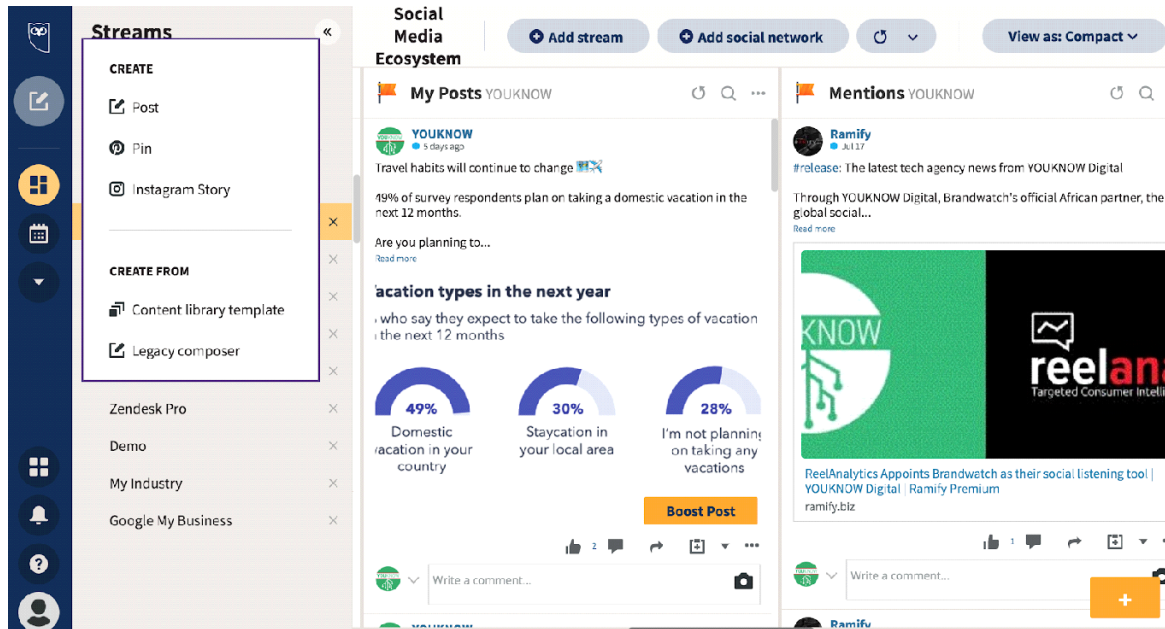 Streams
«
CREATE
Post
Pin
Instagram Story
CREATE FROM
Content library template
Legacy composer
Zendesk Pro
Demo
My Industry
Google My Business
?
Social
Media
Ecosystem
Add stream
Add social network
View as: Compact
My Posts YOUKNOW
YOUKNOW
5 days ago
Travel habits will continue to change
49% of survey respondents plan on taking a domestic vacation in the
next 12 months.
Are you planning to...
Read more
acation types in the next year
who say they expect to take the following types of vacation
the next 12 months
49%
Domestic
vacation in your
country
30%
Staycation in
your local area
28%
I'm not planning
on taking any
vacations
Boost Post
2
Write a comment...
YOUKNOW
Mentions YOUKNOW
Ramify
Jul 17
#release: The latest tech agency news from YOUKNOW Digital
Through YOUKNOW Digital, Brandwatch's official African partner, the
global social...
Read more
KNOW
reelana
Targeted Consumer Intelli
ReelAnalytics Appoints Brandwatch as their social listening tool |
YOUKNOW Digital | Ramify Premium
ramify.biz
1
Write a comment...
+
Ramify